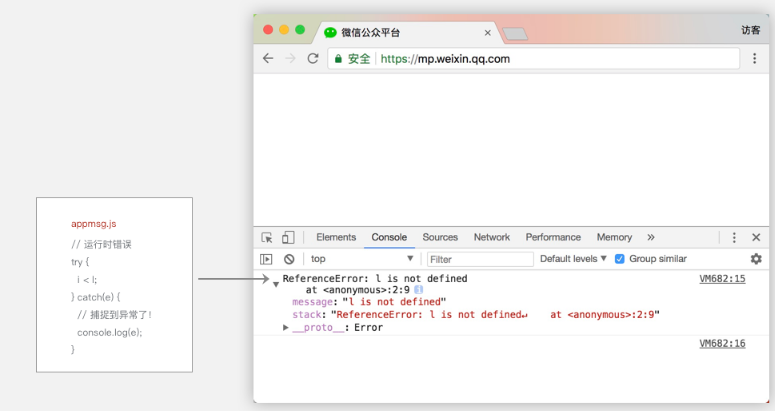 微信公众平台
访客
安全 https://mp.weixin.qq.com
appmsg.js
// 运行时错误
try {
i < l;
} catch(e) {
// 捕捉到异常了!
console.log(e);
}
Elements Console Sources Network Performance Memory »
top Filter Default levels Group similar
ReferenceError: l is not defined VM682:15
at <anonymous>:2:9
message: "l is not defined"
stack: "ReferenceError: l is not defined↵ at <anonymous>:2:9"
__proto__: Error
VM682:16